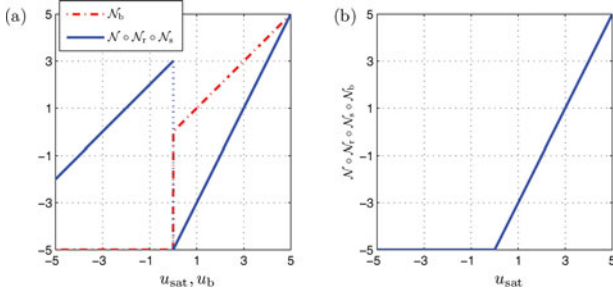 (a)
𝒩_b
𝒩 ∘ 𝒩_r ∘ 𝒩_s
5
3
1
-1
-3
-5
-5 -3 -1 1 3 5
u_sat, u_b
(b)
𝒩 ∘ 𝒩_r ∘ 𝒩_s ∘ 𝒩_b
5
3
1
-1
-3
-5
-5 -3 -1 1 3 5
u_sat